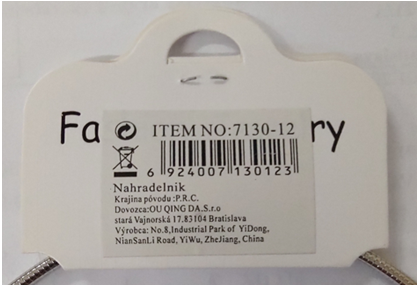 Fa ry
ITEM NO:7130-12
6 924007 130123
Nahradelnik
Krajina pôvodu :P.R.C.
Dovozca:OU QING DA.S.r.o
stará Vajnorská 17.83104 Bratislava
Výrobca: No.8,Industrial Park of YiDong,
NianSanLi Road, YiWu, ZheJiang, China